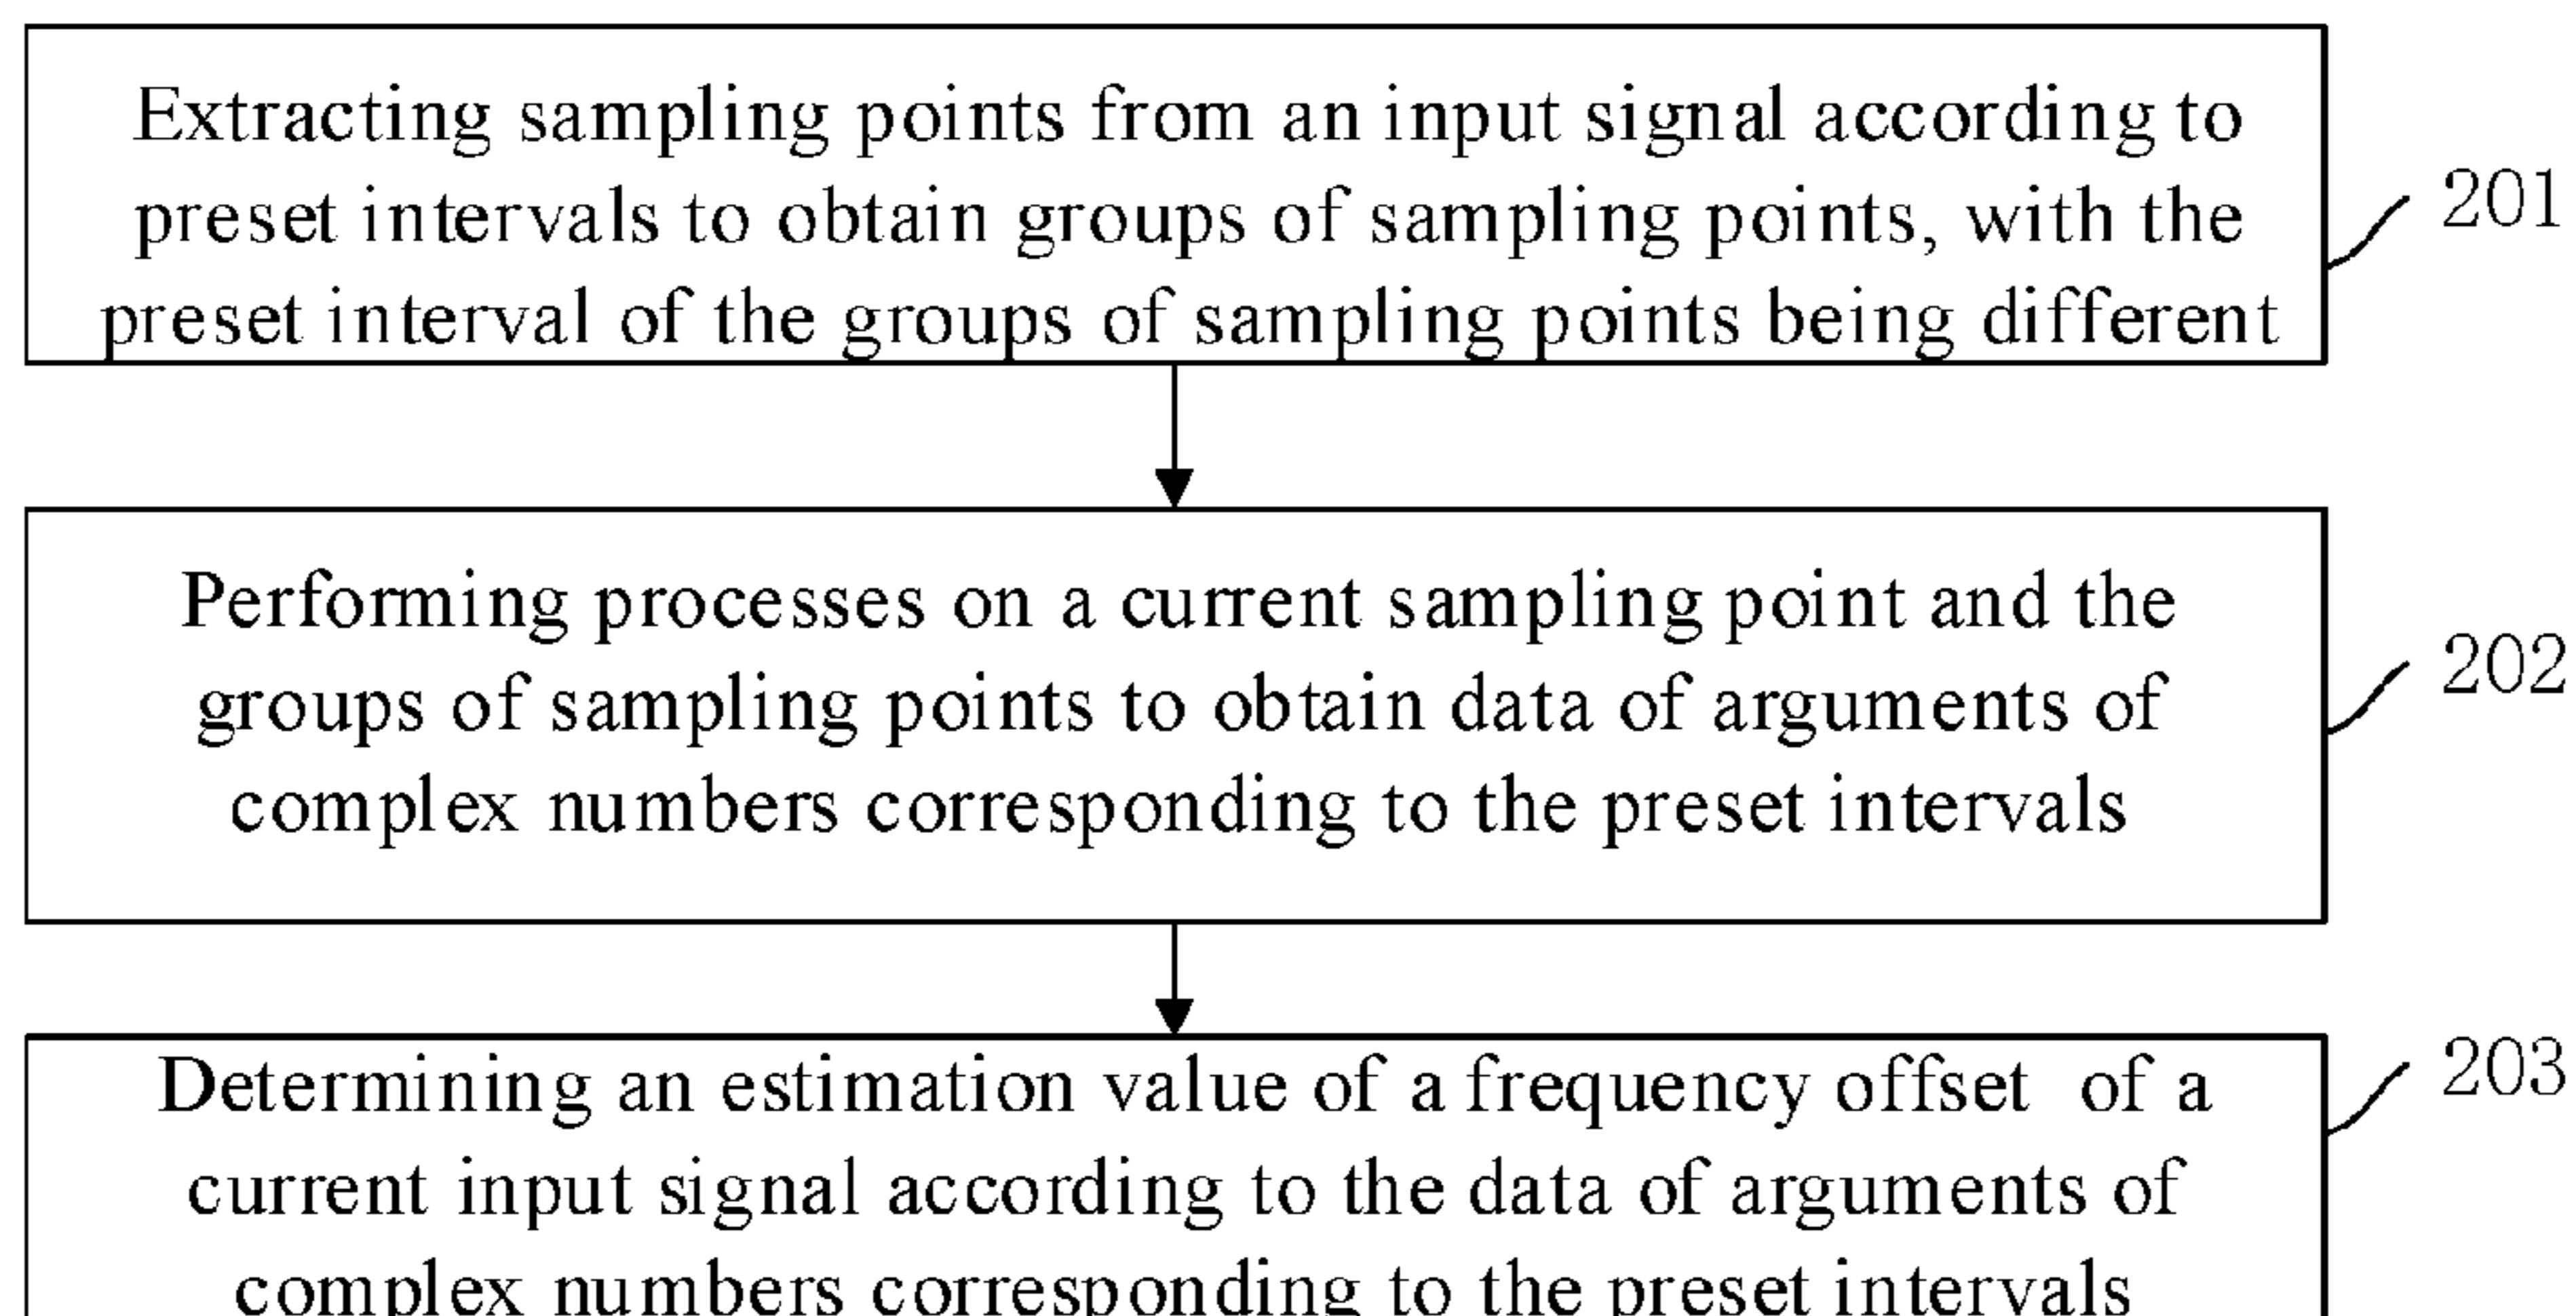 Extracting sampling points from an input signal according to
preset intervals to obtain groups of sampling points, with the
preset interval of the groups of sampling points being different
201
Performing processes on a current sampling point and the
groups of sampling points to obtain data of arguments of
complex numbers corresponding to the preset intervals
202
Determining an estimation value of a frequency offset of a
current input signal according to the data of arguments of
complex numbers corresponding to the preset intervals
203